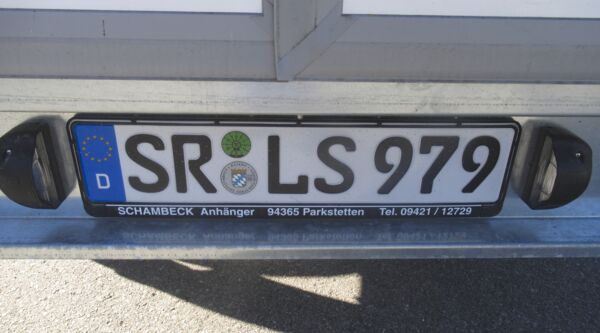 D SR LS 979
SCHAMBECK Anhänger 94365 Parkstetten Tel. 09421 / 12729